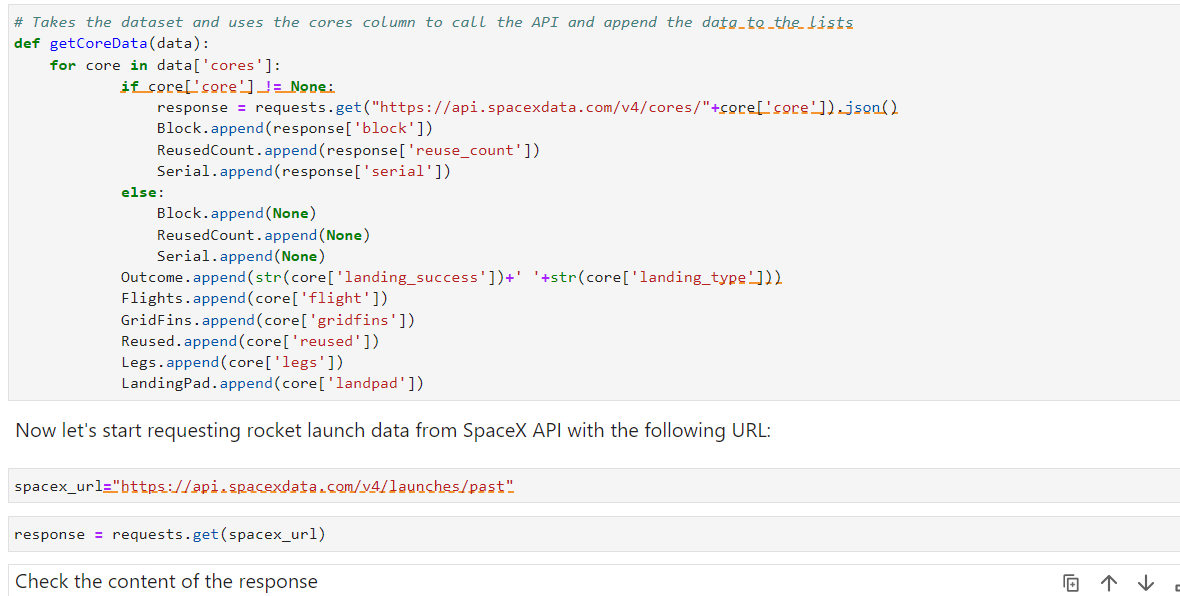 # Takes the dataset and uses the cores column to call the API and append the data to the lists
def getCoreData(data):
    for core in data['cores']:
            if core['core'] != None:
                response = requests.get("https://api.spacexdata.com/v4/cores/"+core['core']).json()
                Block.append(response['block'])
                ReusedCount.append(response['reuse_count'])
                Serial.append(response['serial'])
            else:
                Block.append(None)
                ReusedCount.append(None)
                Serial.append(None)
            Outcome.append(str(core['landing_success'])+' '+str(core['landing_type']))
            Flights.append(core['flight'])
            GridFins.append(core['gridfins'])
            Reused.append(core['reused'])
            Legs.append(core['legs'])
            LandingPad.append(core['landpad'])
Now let's start requesting rocket launch data from SpaceX API with the following URL:
spacex_url="https://api.spacexdata.com/v4/launches/past"
response = requests.get(spacex_url)
Check the content of the response